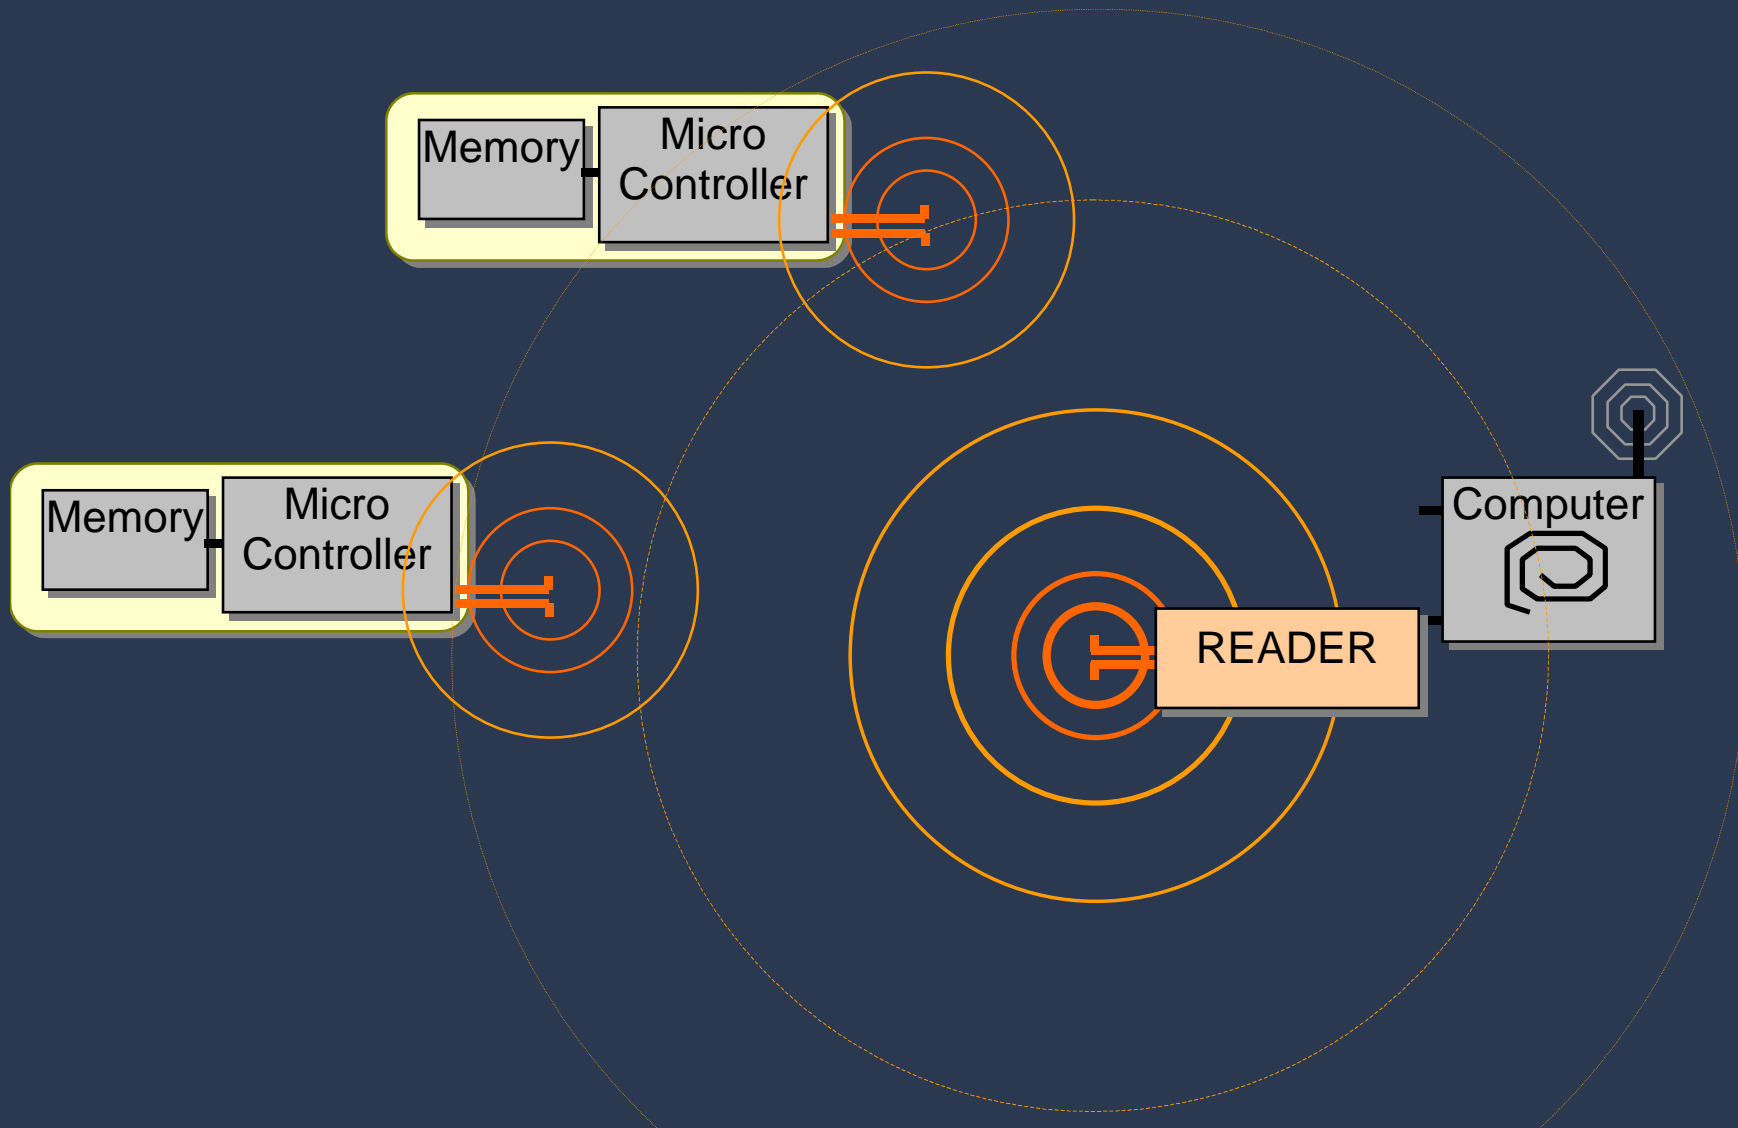 Memory
Micro
Controller
Memory
Micro
Controller
Computer
READER